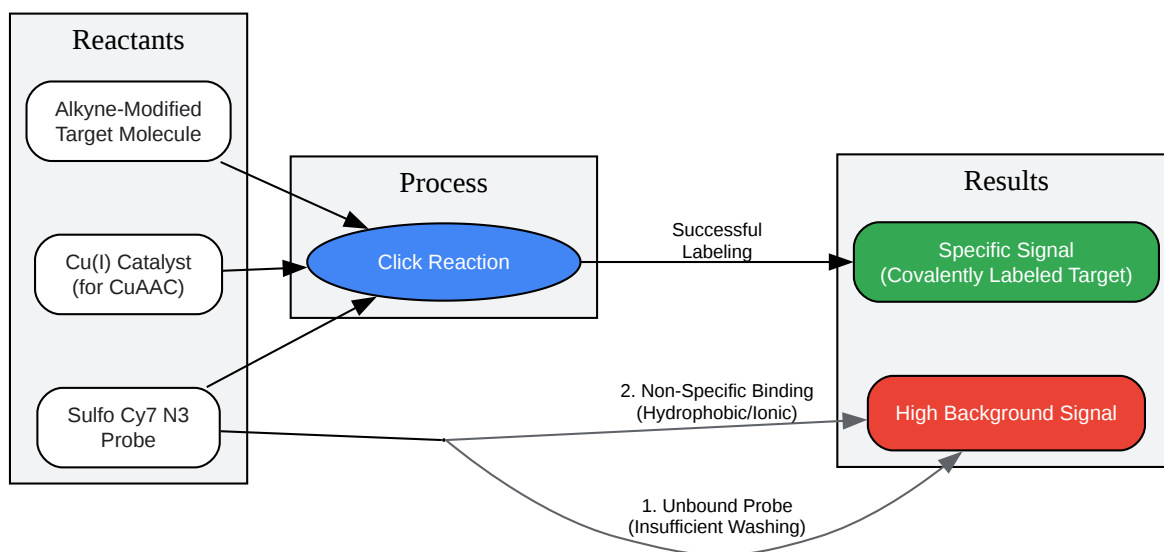 Reactants
Alkyne-Modified
Target Molecule
Cu(I) Catalyst
(for CuAAC)
Sulfo Cy7 N3
Probe
Process
Click Reaction
Successful
Labeling
2. Non-Specific Binding
(Hydrophobic/Ionic)
1. Unbound Probe
(Insufficient Washing)
Results
Specific Signal
(Covalently Labeled Target)
High Background Signal